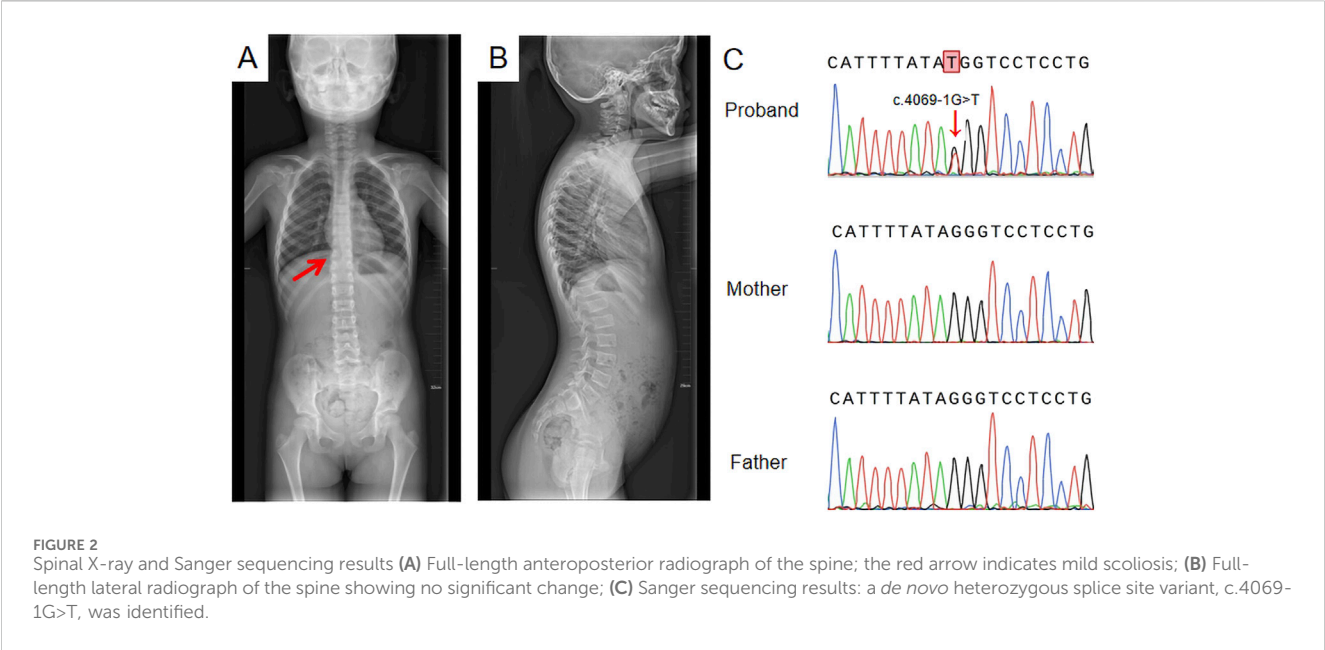 A
B
C
CATTTTATATGGTCCTCCTG
c.4069-1G>T
Proband
CATTTTATAGGGTCCTCCTG
Mother
CATTTTATAGGGTCCTCCTG
Father
FIGURE 2
Spinal X-ray and Sanger sequencing results (A) Full-length anteroposterior radiograph of the spine; the red arrow indicates mild scoliosis; (B) Full-
length lateral radiograph of the spine showing no significant change; (C) Sanger sequencing results: a de novo heterozygous splice site variant, c.4069-
1G>T, was identified.